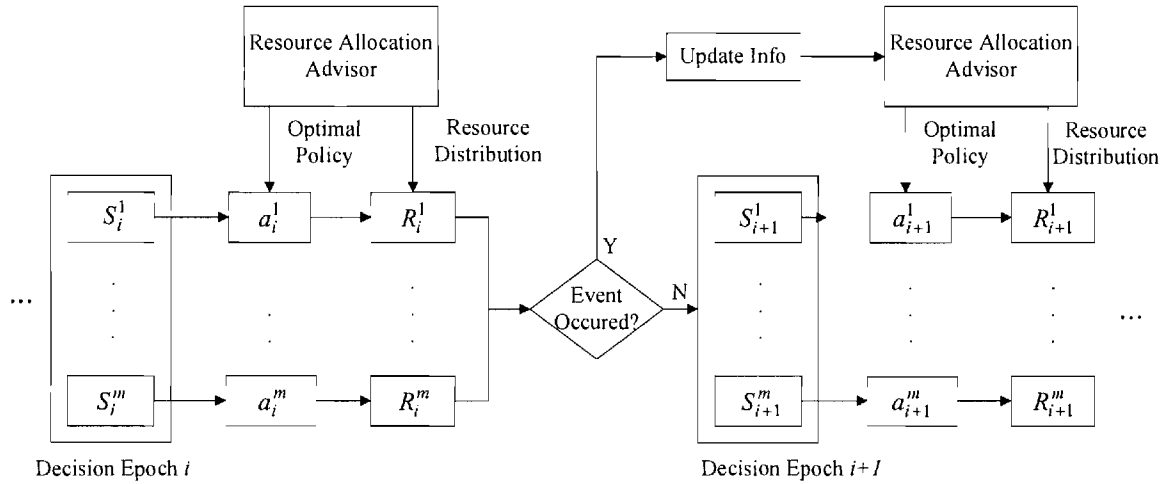 Resource Allocation
Advisor
Update Info
Resource Allocation
Advisor
Optimal
Policy
Resource
Distribution
Optimal
Policy
Resource
Distribution
S_i^1
a_i^1
R_i^1
Y
S_{i+1}^1
a_{i+1}^1
R_{i+1}^1
...
Event
Occured?
N
...
S_i^m
a_i^m
R_i^m
S_{i+1}^m
a_{i+1}^m
R_{i+1}^m
Decision Epoch i
Decision Epoch i+1